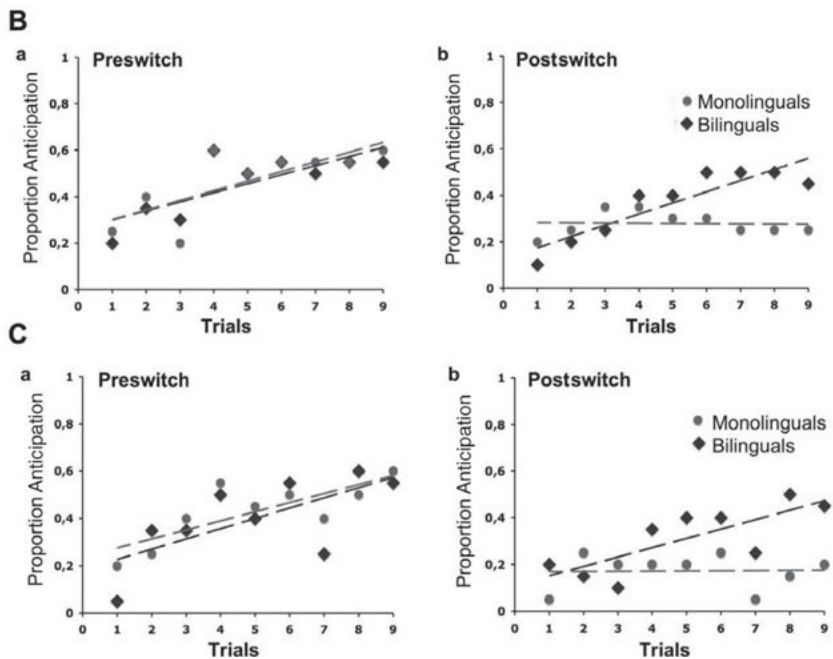 B
a Preswitch
Proportion Anticipation
1
0,8
0,6
0,4
0,2
0
0 1 2 3 4 5 6 7 8 9
Trials
b Postswitch
Monolinguals
Bilinguals
Proportion Anticipation
1
0,8
0,6
0,4
0,2
0
0 1 2 3 4 5 6 7 8 9
Trials
C
a Preswitch
Proportion Anticipation
1
0,8
0,6
0,4
0,2
0
0 1 2 3 4 5 6 7 8 9
Trials
b Postswitch
Monolinguals
Bilinguals
Proportion Anticipation
1
0,8
0,6
0,4
0,2
0
0 1 2 3 4 5 6 7 8 9
Trials